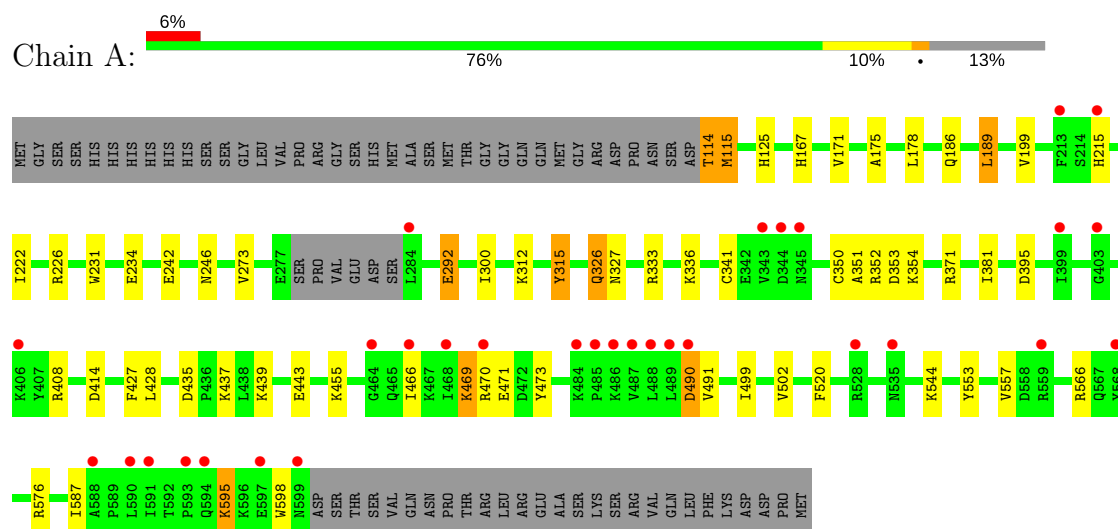 6%
Chain A:
76% 10% • 13%
MET GLY SER SER HIS HIS HIS HIS HIS HIS SER SER GLY LEU VAL PRO ARG GLY SER HIS MET ALA SER MET THR GLY GLY GLN GLN MET GLY ARG ASP PRO ASN SER ASP T114 M115 H125 H167 V171 A175 L178 Q186 L189 V199 F213 S214 H215
I222 R226 W231 E234 E242 N246 V273 E277 SER PRO VAL GLU ASP SER L284 E292 I300 K312 Y315 Q326 N327 R333 K336 C341 E342 V343 D344 N345 C350 A351 R352 D353 K354 R371 I381 D395 I399 G403
K406 Y407 R408 D414 F427 L428 D435 P436 K437 L438 K439 E443 K455 G464 Q465 I466 K467 I468 K469 R470 E471 D472 Y473 K484 P485 K486 V487 L488 L489 D490 V491 I499 V502 F520 R528 N535 K544 Y553 V557 D558 R559 R566 Q567 Y568
R576 I587 A588 P589 L590 I591 T592 P593 Q594 K595 K596 E597 W598 N599 ASP SER THR SER VAL GLN ASN PRO THR ARG LEU ARG GLU ALA SER LYS SER ARG VAL GLN LEU PHE LYS ASP ASP PRO MET